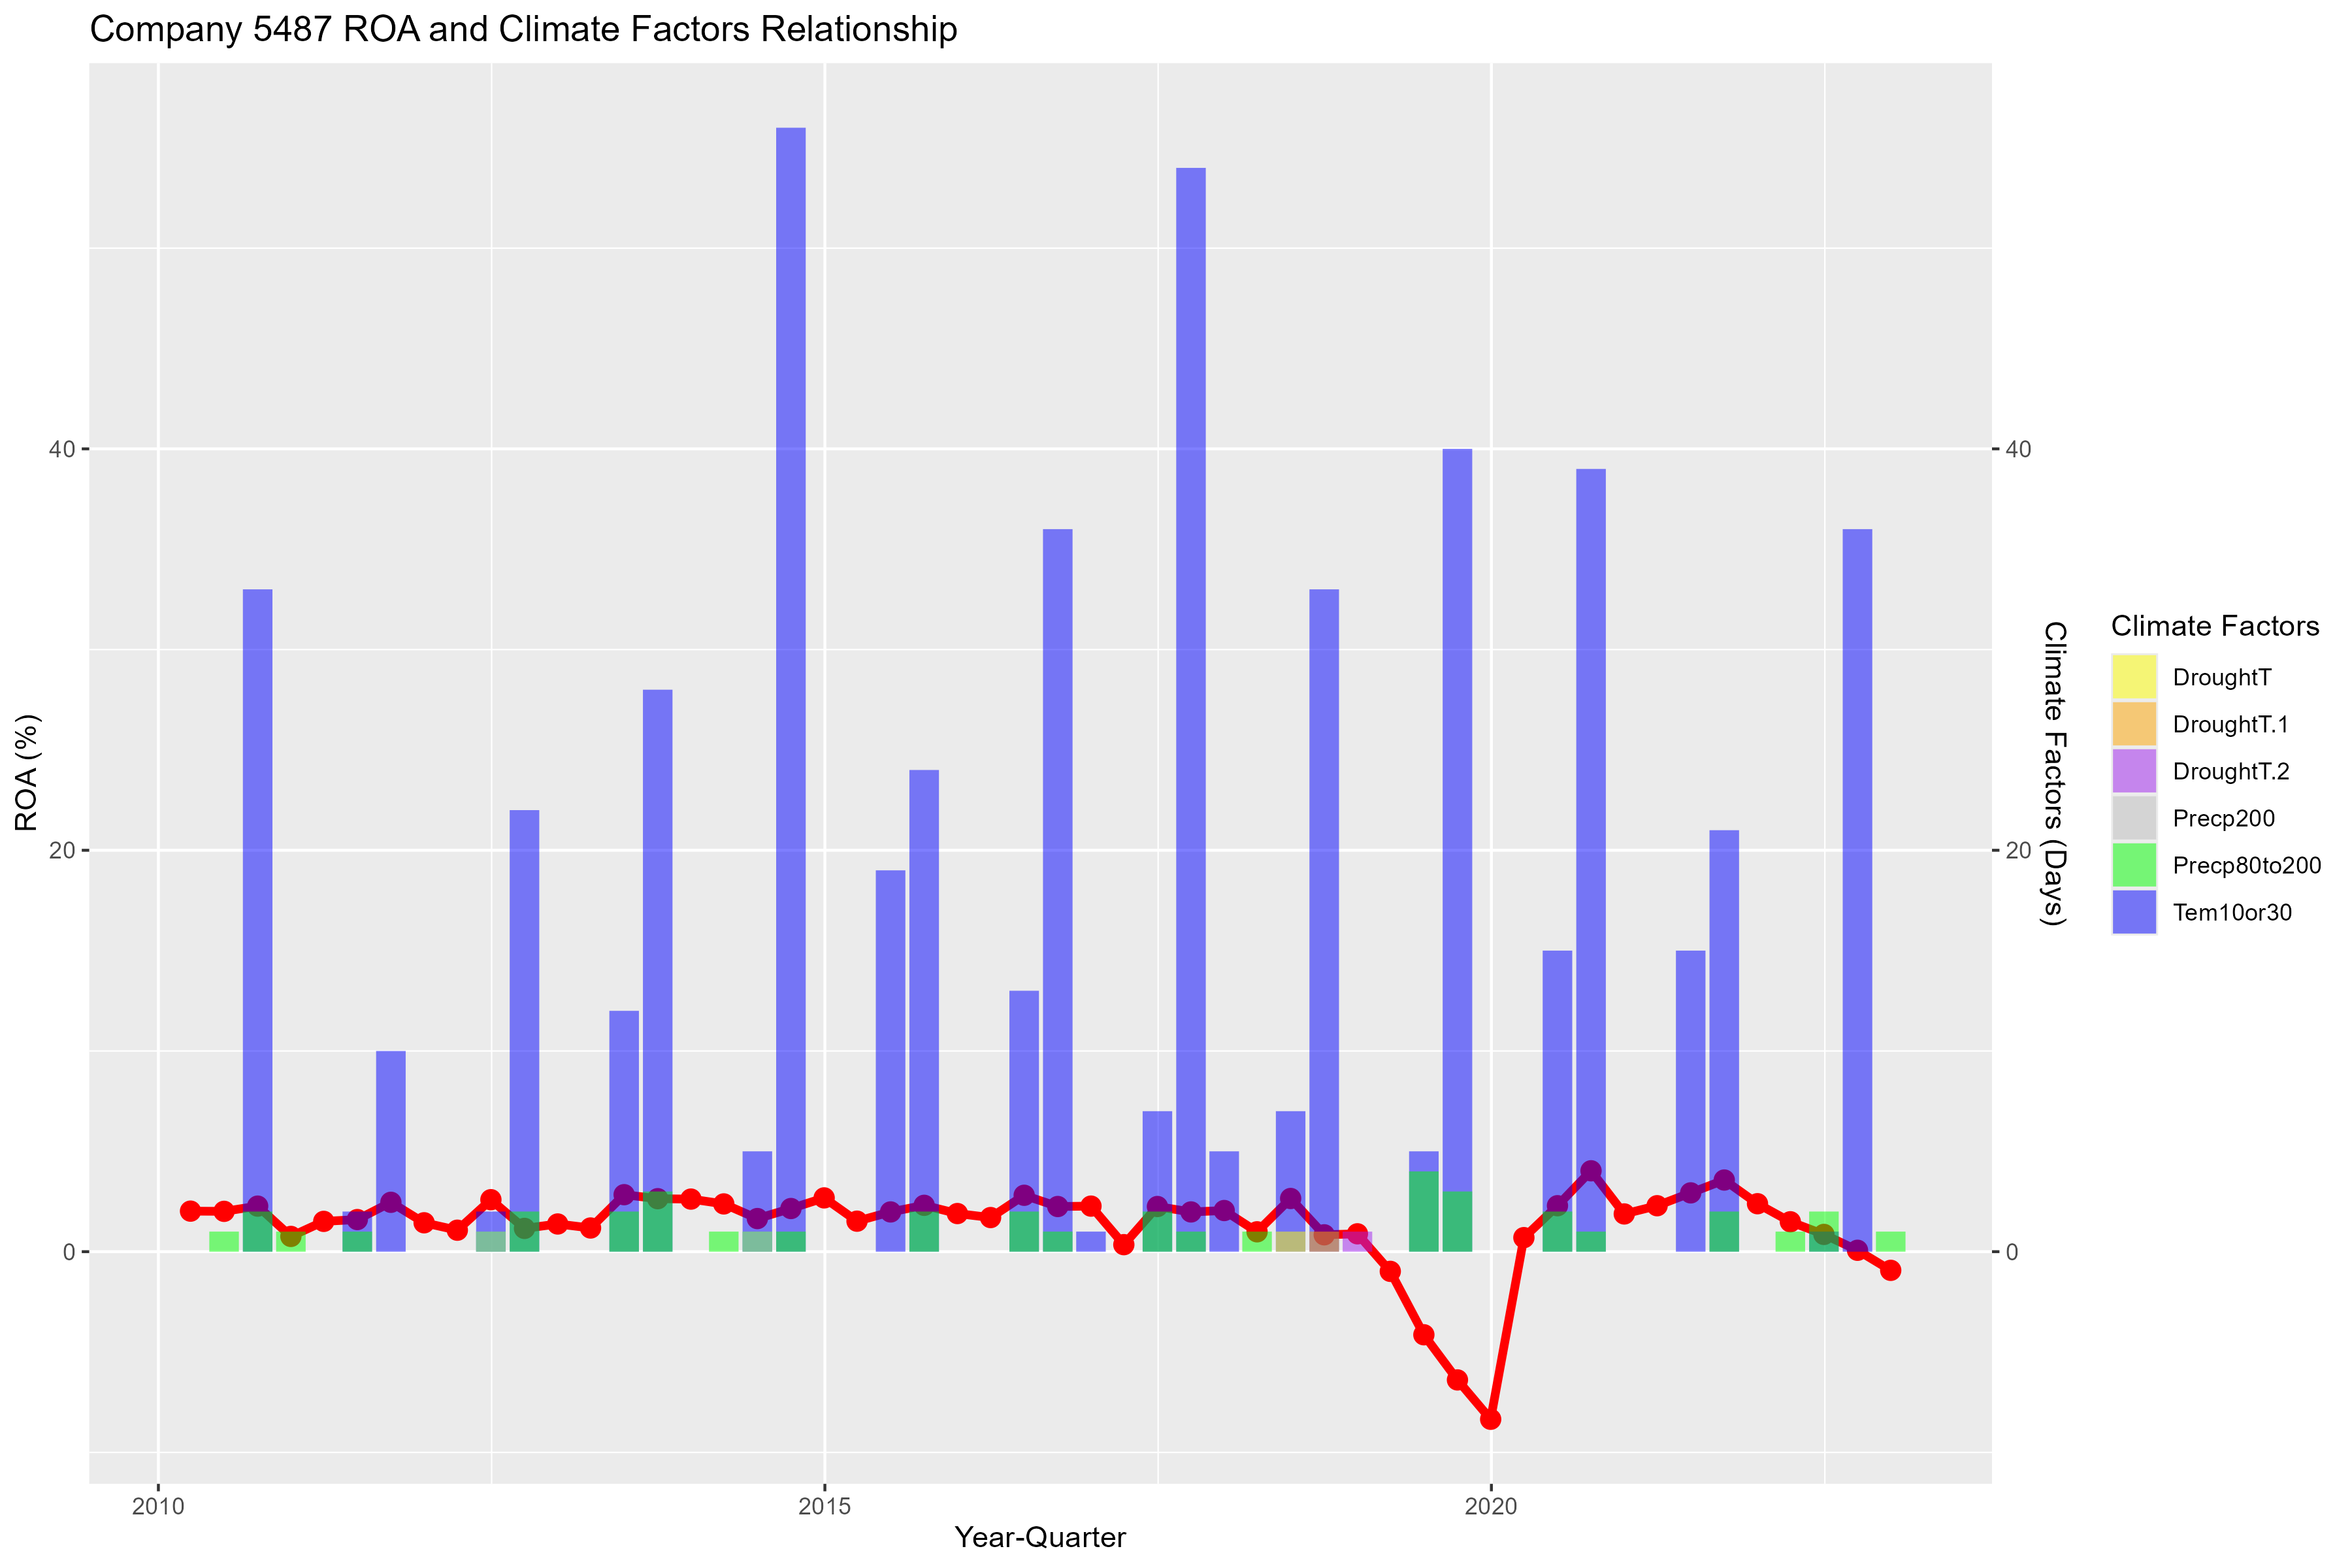 Company 5487 ROA and Climate Factors Relationship
ROA (%)
40
20
0
40
20
0
Climate Factors (Days)
2010
2015
2020
Year-Quarter
Climate Factors
DroughtT
DroughtT.1
DroughtT.2
Precp200
Precp80to200
Tem10or30